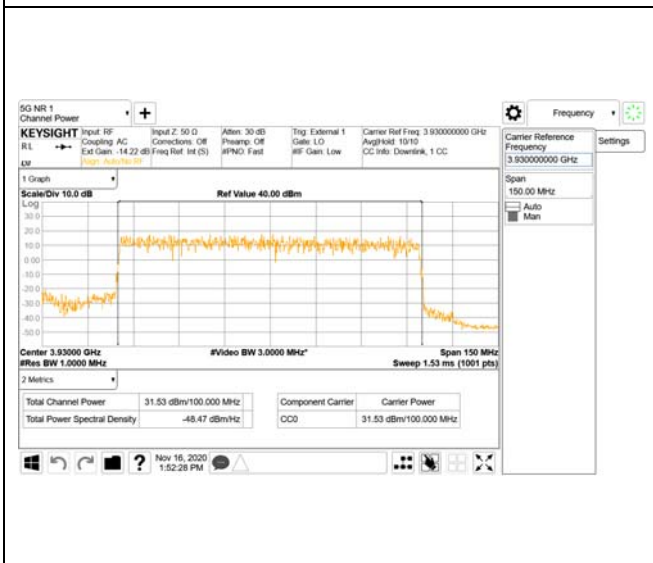 5G NR 1
Channel Power
Frequency
KEYSIGHT Input: RF Input Z: 50 Ω Atten: 30 dB Trig: External 1 Carrier Ref Freq: 3.930000000 GHz
RL Coupling: AC Corrections: Off Preamp: Off Gate: LO Avg|Hold: 10/10
Ext Gain: -14.22 dB Freq Ref: Int (S) #PNO: Fast #IF Gain: Low CC Info: Downlink, 1 CC
Align: Auto/No RF
Carrier Reference
Frequency
3.930000000 GHz
Settings
Span
150.00 MHz
Auto
Man
1 Graph
Scale/Div 10.0 dB Ref Value 40.00 dBm
Log
30.0
20.0
10.0
0.00
-10.0
-20.0
-30.0
-40.0
-50.0
Center 3.93000 GHz #Video BW 3.0000 MHz* Span 150 MHz
#Res BW 1.0000 MHz Sweep 1.53 ms (1001 pts)
2 Metrics
Total Channel Power 31.53 dBm/100.000 MHz Component Carrier Carrier Power
Total Power Spectral Density -48.47 dBm/Hz CC0 31.53 dBm/100.000 MHz
? Nov 16, 2020
1:52:28 PM